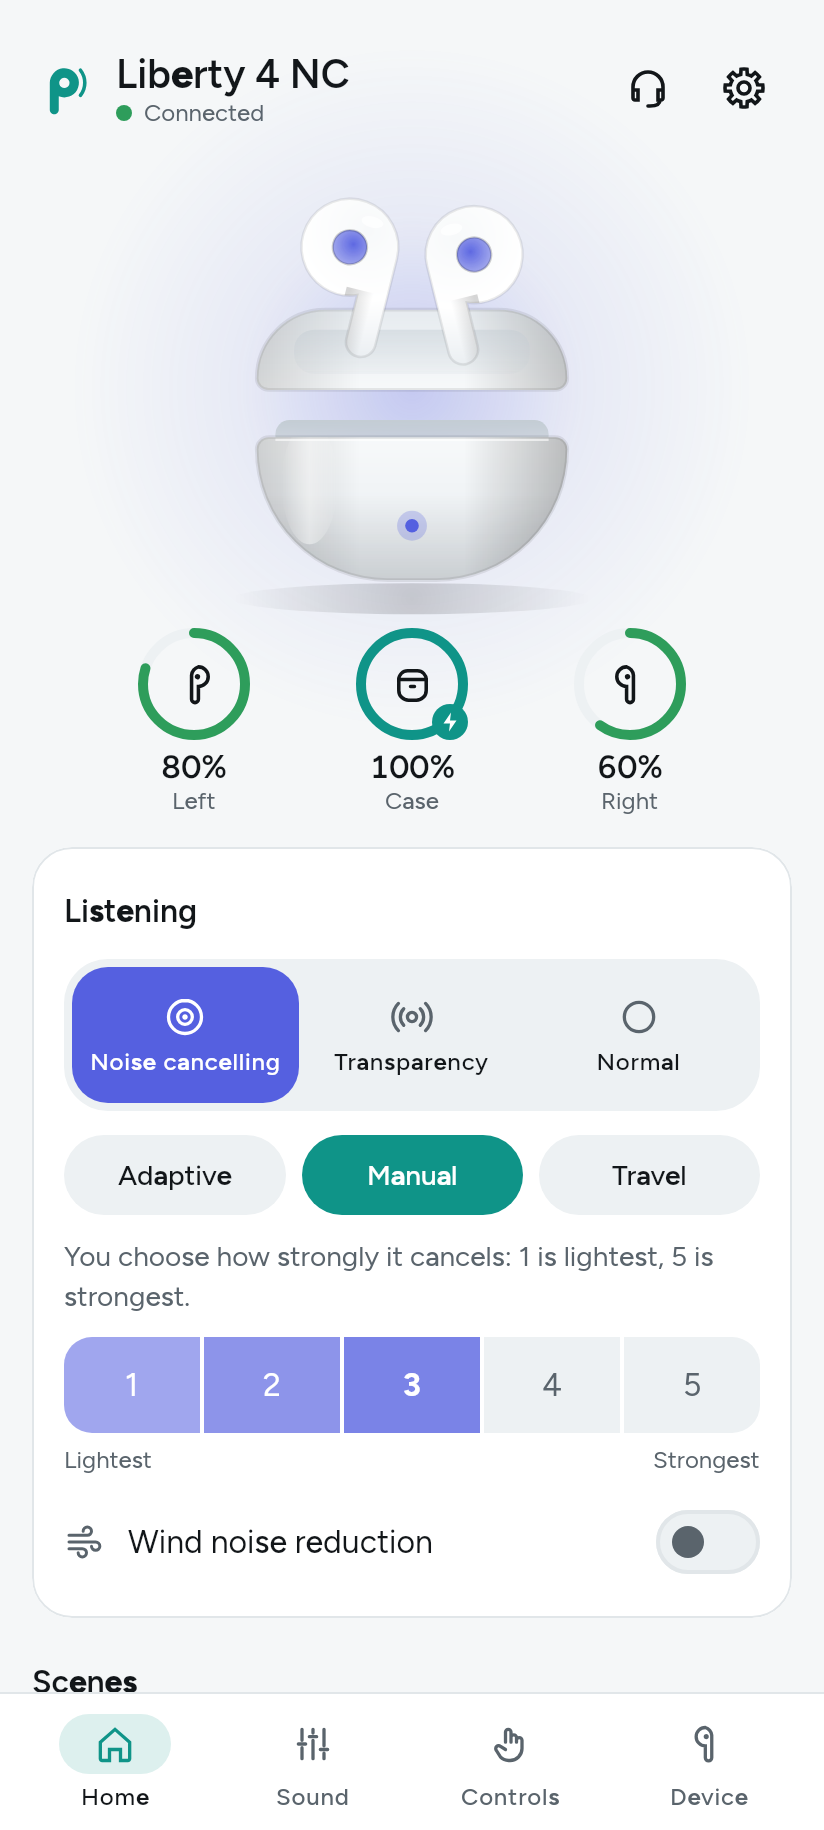 Liberty 4 NC
Connected
80%
Left
100%
Case
60%
Right
Listening
Noise cancelling
Transparency
Normal
Adaptive
Manual
Travel
You choose how strongly it cancels: 1 is lightest, 5 is
strongest.
1
2
3
4
5
Lightest
Strongest
Wind noise reduction
Scenes
Home
Sound
Controls
Device